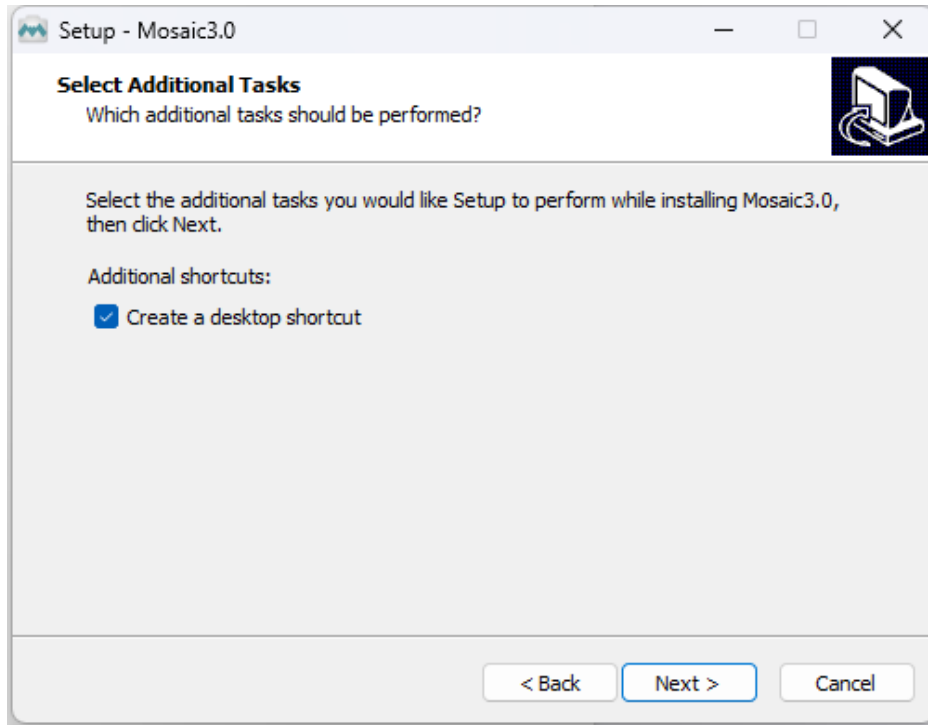 Setup - Mosaic3.0
Select Additional Tasks
Which additional tasks should be performed?
Select the additional tasks you would like Setup to perform while installing Mosaic3.0,
then click Next.
Additional shortcuts:
Create a desktop shortcut
< Back
Next >
Cancel